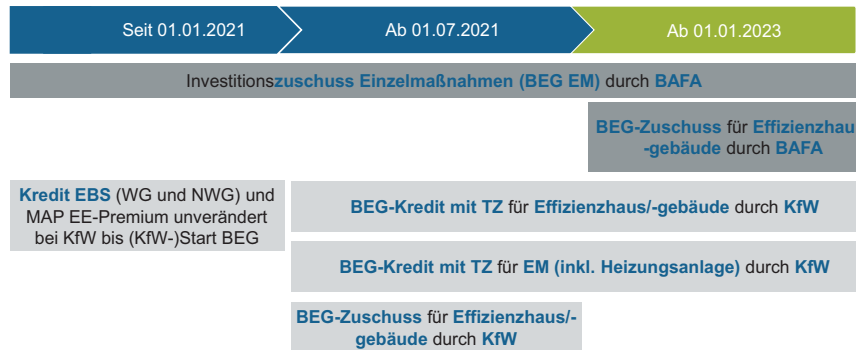 Seit 01.01.2021
Ab 01.07.2021
Ab 01.01.2023
Investitionszuschuss Einzelmaßnahmen (BEG EM) durch BAFA
BEG-Zuschuss für Effizienzhau
-gebäude durch BAFA
Kredit EBS (WG und NWG) und
MAP EE-Premium unverändert
bei KfW bis (KfW-)Start BEG
BEG-Kredit mit TZ für Effizienzhaus/-gebäude durch KfW
BEG-Kredit mit TZ für EM (inkl. Heizungsanlage) durch KfW
BEG-Zuschuss für Effizienzhaus/-
gebäude durch KfW